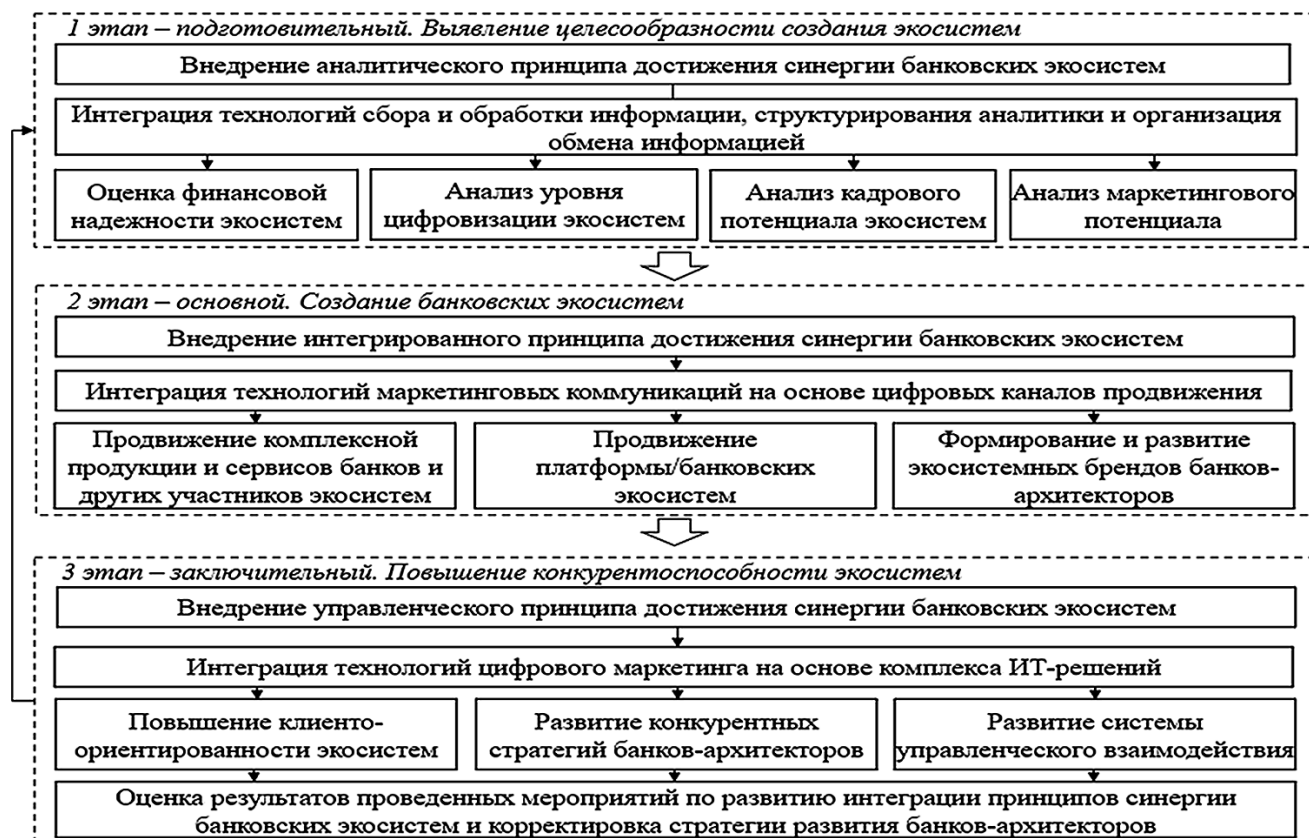 1 этап – подготовительный. Выявление целесообразности создания экосистем
Внедрение аналитического принципа достижения синергии банковских экосистем
Интеграция технологий сбора и обработки информации, структурирования аналитики и организация
обмена информацией
Оценка финансовой
надежности экосистем
Анализ уровня
цифровизации экосистем
Анализ кадрового
потенциала экосистем
Анализ маркетингового
потенциала
2 этап – основной. Создание банковских экосистем
Внедрение интегрированного принципа достижения синергии банковских экосистем
Интеграция технологий маркетинговых коммуникаций на основе цифровых каналов продвижения
Продвижение комплексной
продукции и сервисов банков и
других участников экосистем
Продвижение
платформы/банковских
экосистем
Формирование и развитие
экосистемных брендов банков-
архитекторов
3 этап – заключительный. Повышение конкурентоспособности экосистем
Внедрение управленческого принципа достижения синергии банковских экосистем
Интеграция технологий цифрового маркетинга на основе комплекса ИТ-решений
Повышение клиенто-
ориентированности экосистем
Развитие конкурентных
стратегий банков-архитекторов
Развитие системы
управленческого взаимодействия
Оценка результатов проведенных мероприятий по развитию интеграции принципов синергии
банковских экосистем и корректировка стратегии развития банков-архитекторов